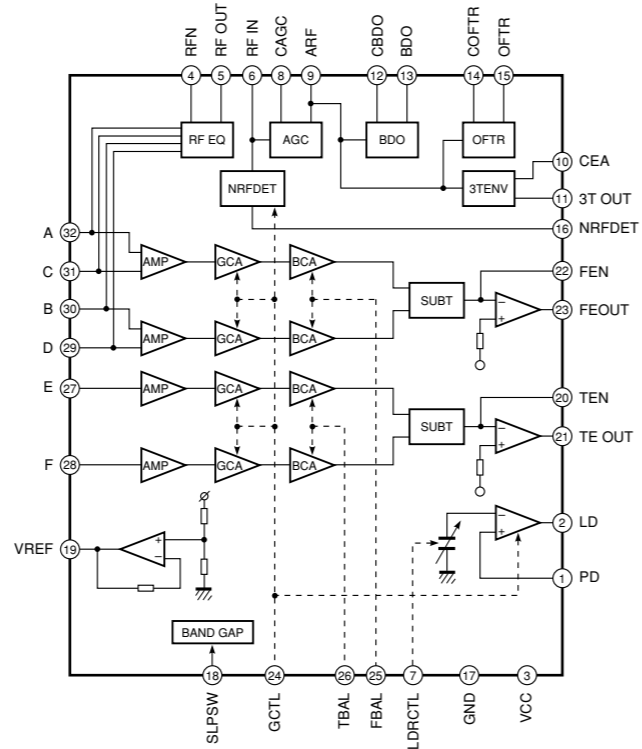 RFN
RF OUT
RF IN
CAGC
ARF
CBDO
BDO
COFTR
OFTR
4
5
6
8
9
12
13
14
15
RF EQ
AGC
BDO
OFTR
10
CEA
NRFDET
3TENV
11
3T OUT
16
NRFDET
A
32
C
31
AMP
GCA
BCA
22
FEN
B
30
SUBT
–
+
23
FEOUT
D
29
AMP
GCA
BCA
E
27
AMP
GCA
BCA
20
TEN
SUBT
–
+
21
TE OUT
F
28
AMP
GCA
BCA
VREF
19
+
–
–
+
2
LD
1
PD
BAND GAP
18
24
26
25
7
17
3
SLPSW
GCTL
TBAL
FBAL
LDRCTL
GND
VCC